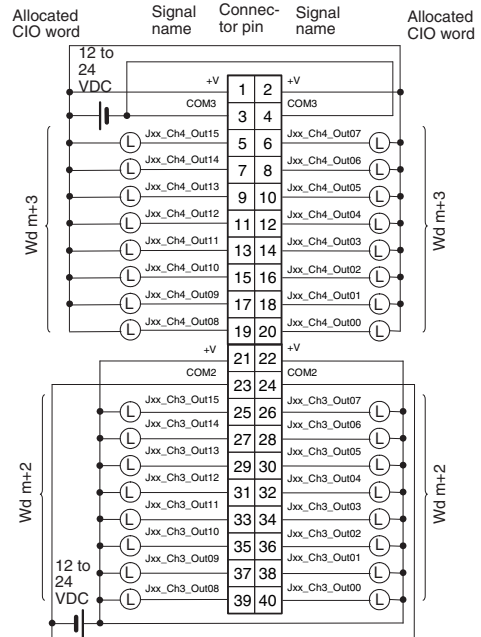 Allocated CIO word Signal name Connec-tor pin Signal name Allocated CIO word
12 to 24 VDC
+V 1 2 +V
COM3 3 4 COM3
Jxx_Ch4_Out15 L 5 6 Jxx_Ch4_Out07 L
Jxx_Ch4_Out14 L 7 8 Jxx_Ch4_Out06 L
Jxx_Ch4_Out13 L 9 10 Jxx_Ch4_Out05 L
Jxx_Ch4_Out12 L 11 12 Jxx_Ch4_Out04 L
Wd m+3 Wd m+3
Jxx_Ch4_Out11 L 13 14 Jxx_Ch4_Out03 L
Jxx_Ch4_Out10 L 15 16 Jxx_Ch4_Out02 L
Jxx_Ch4_Out09 L 17 18 Jxx_Ch4_Out01 L
Jxx_Ch4_Out08 L 19 20 Jxx_Ch4_Out00 L
+V 21 22 +V
COM2 23 24 COM2
Jxx_Ch3_Out15 L 25 26 Jxx_Ch3_Out07 L
Jxx_Ch3_Out14 L 27 28 Jxx_Ch3_Out06 L
Jxx_Ch3_Out13 L 29 30 Jxx_Ch3_Out05 L
Jxx_Ch3_Out12 L 31 32 Jxx_Ch3_Out04 L
Wd m+2 Wd m+2
Jxx_Ch3_Out11 L 33 34 Jxx_Ch3_Out03 L
Jxx_Ch3_Out10 L 35 36 Jxx_Ch3_Out02 L
Jxx_Ch3_Out09 L 37 38 Jxx_Ch3_Out01 L
Jxx_Ch3_Out08 L 39 40 Jxx_Ch3_Out00 L
12 to 24 VDC